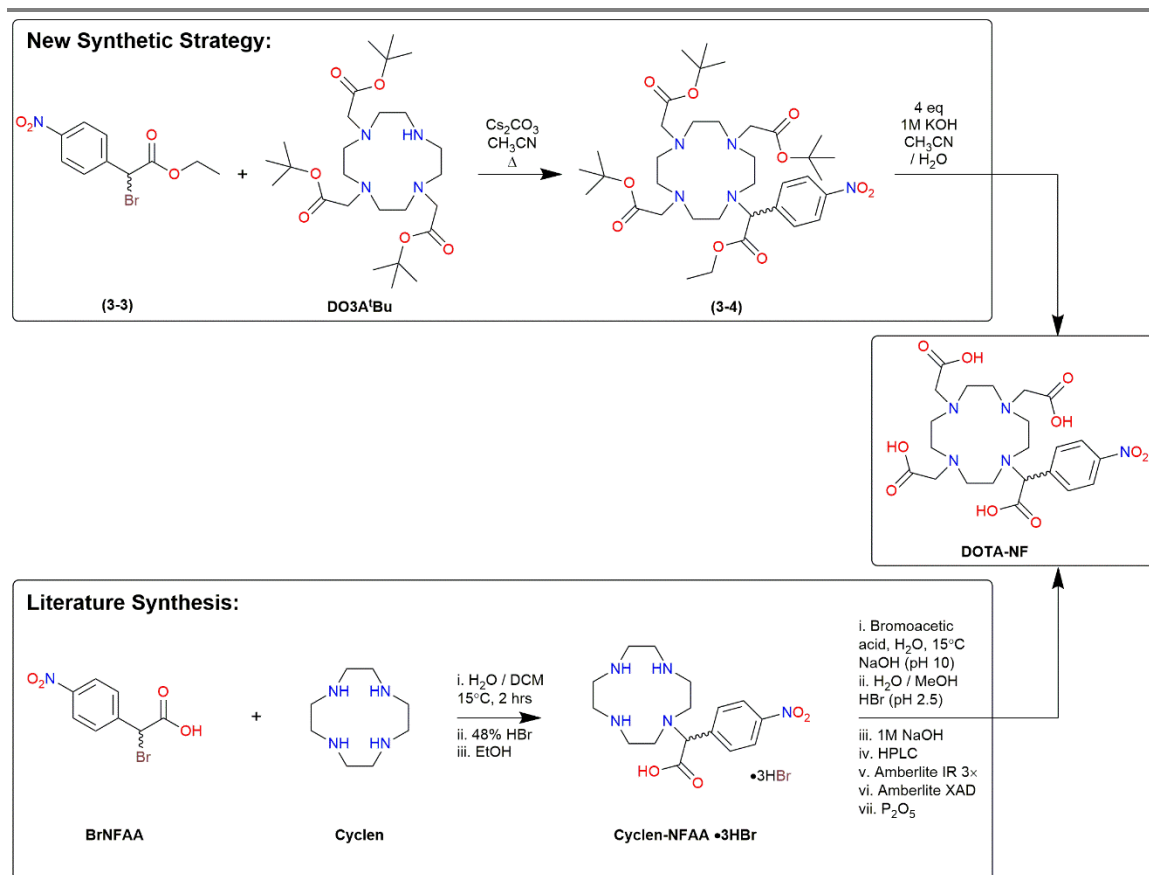 New Synthetic Strategy:
O₂N
O
O
Br
(3-3)
+
O
O
N
HN
N
N
O
O
O
O
DO3AᵗBu
Cs₂CO₃
CH₃CN
Δ
O
O
N
N
O
O
N
N
O
O
NO₂
O
O
(3-4)
4 eq
1M KOH
CH₃CN
/ H₂O
O
OH
O
OH
N
N
HO
O
N
N
NO₂
HO
O
DOTA-NF
Literature Synthesis:
O₂N
O
OH
Br
BrNFAA
+
NH
HN
NH
HN
Cyclen
i. H₂O / DCM
15°C, 2 hrs
ii. 48% HBr
iii. EtOH
NH
HN
NH
N
NO₂
HO
O
•3HBr
Cyclen-NFAA •3HBr
i. Bromoacetic
acid, H₂O, 15°C
NaOH (pH 10)
ii. H₂O / MeOH
HBr (pH 2.5)
iii. 1M NaOH
iv. HPLC
v. Amberlite IR 3×
vi. Amberlite XAD
vii. P₂O₅